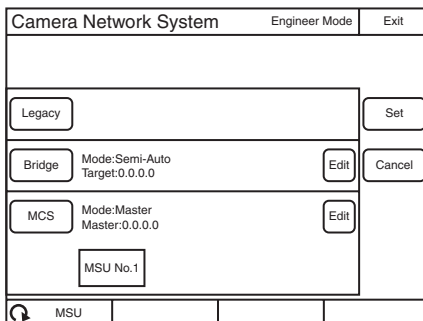 Camera Network System Engineer Mode Exit
Legacy Set
Bridge Mode:Semi-Auto Edit Cancel
Target:0.0.0.0
MCS Mode:Master Edit
Master:0.0.0.0
MSU No.1
MSU